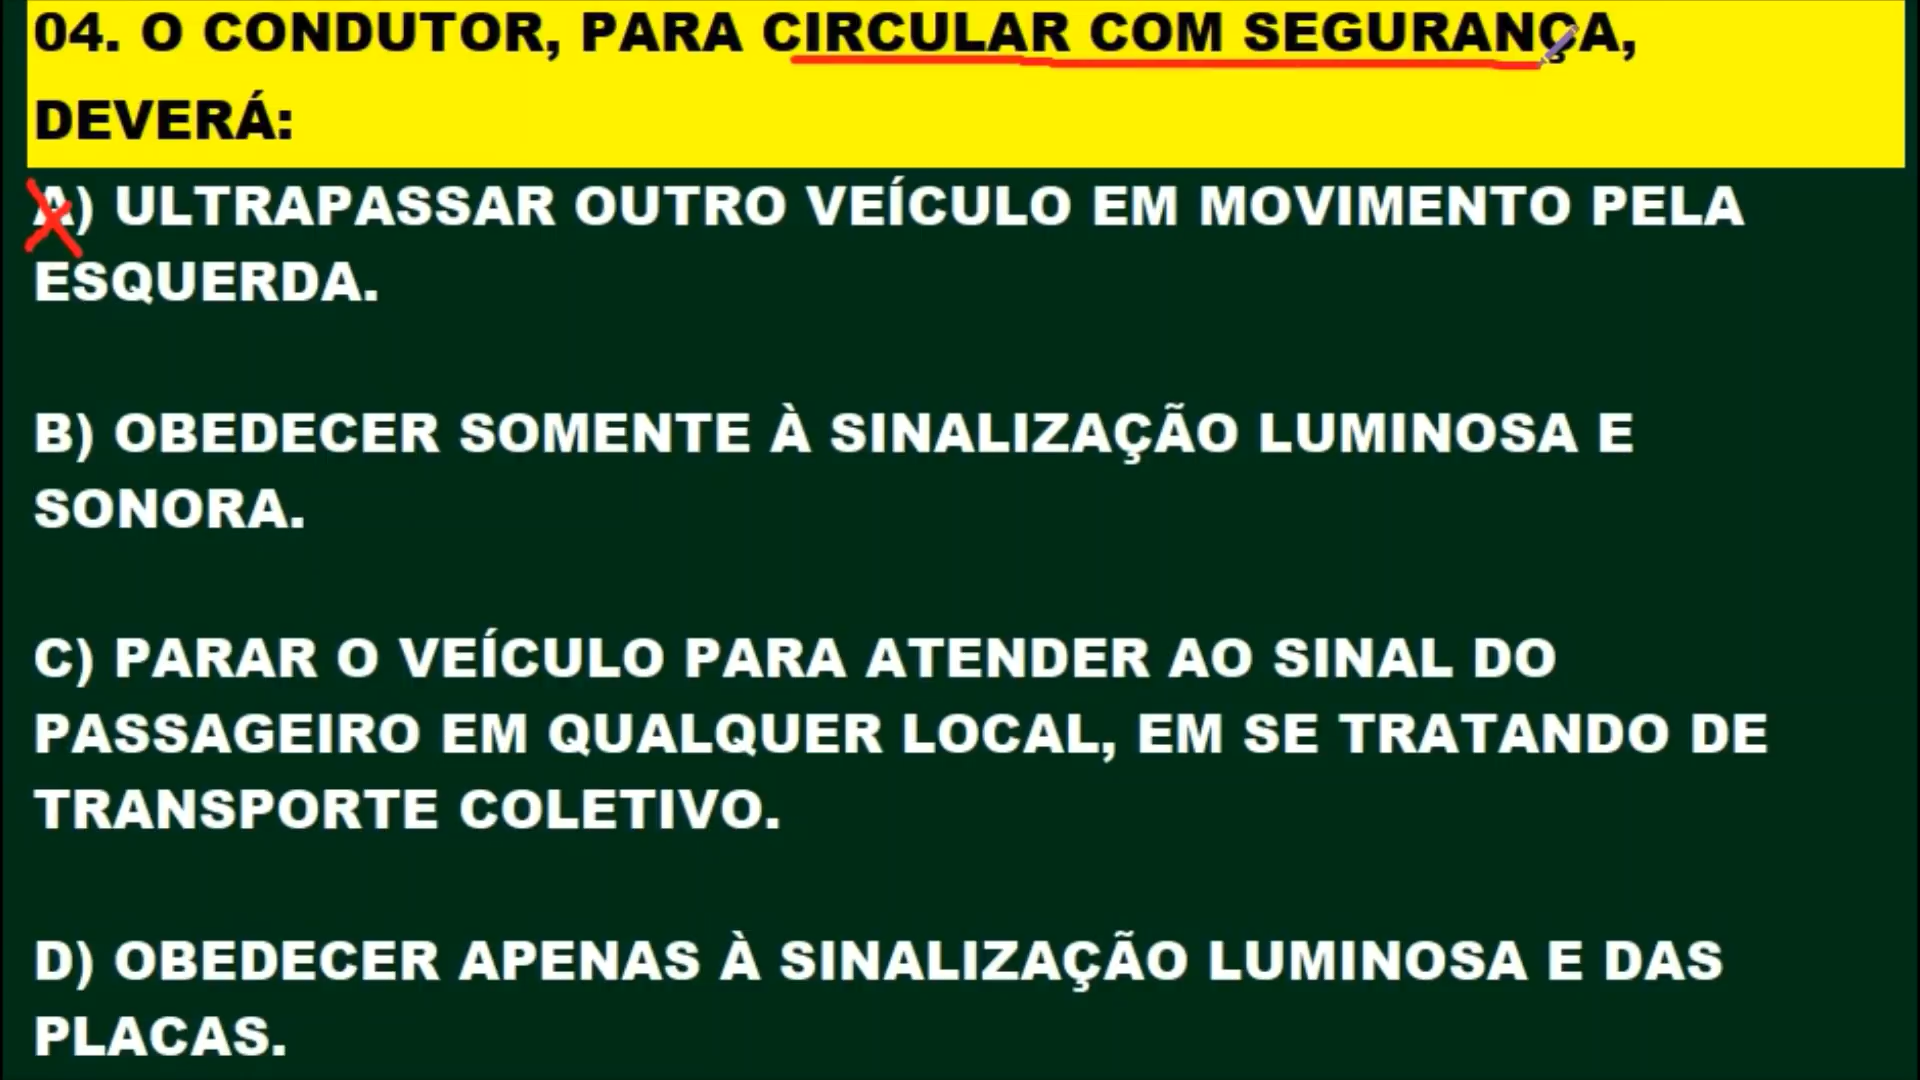 04. O CONDUTOR, PARA CIRCULAR COM SEGURANÇA,
DEVERÁ:
A) ULTRAPASSAR OUTRO VEÍCULO EM MOVIMENTO PELA
ESQUERDA.
B) OBEDECER SOMENTE À SINALIZAÇÃO LUMINOSA E
SONORA.
C) PARAR O VEÍCULO PARA ATENDER AO SINAL DO
PASSAGEIRO EM QUALQUER LOCAL, EM SE TRATANDO DE
TRANSPORTE COLETIVO.
D) OBEDECER APENAS À SINALIZAÇÃO LUMINOSA E DAS
PLACAS.